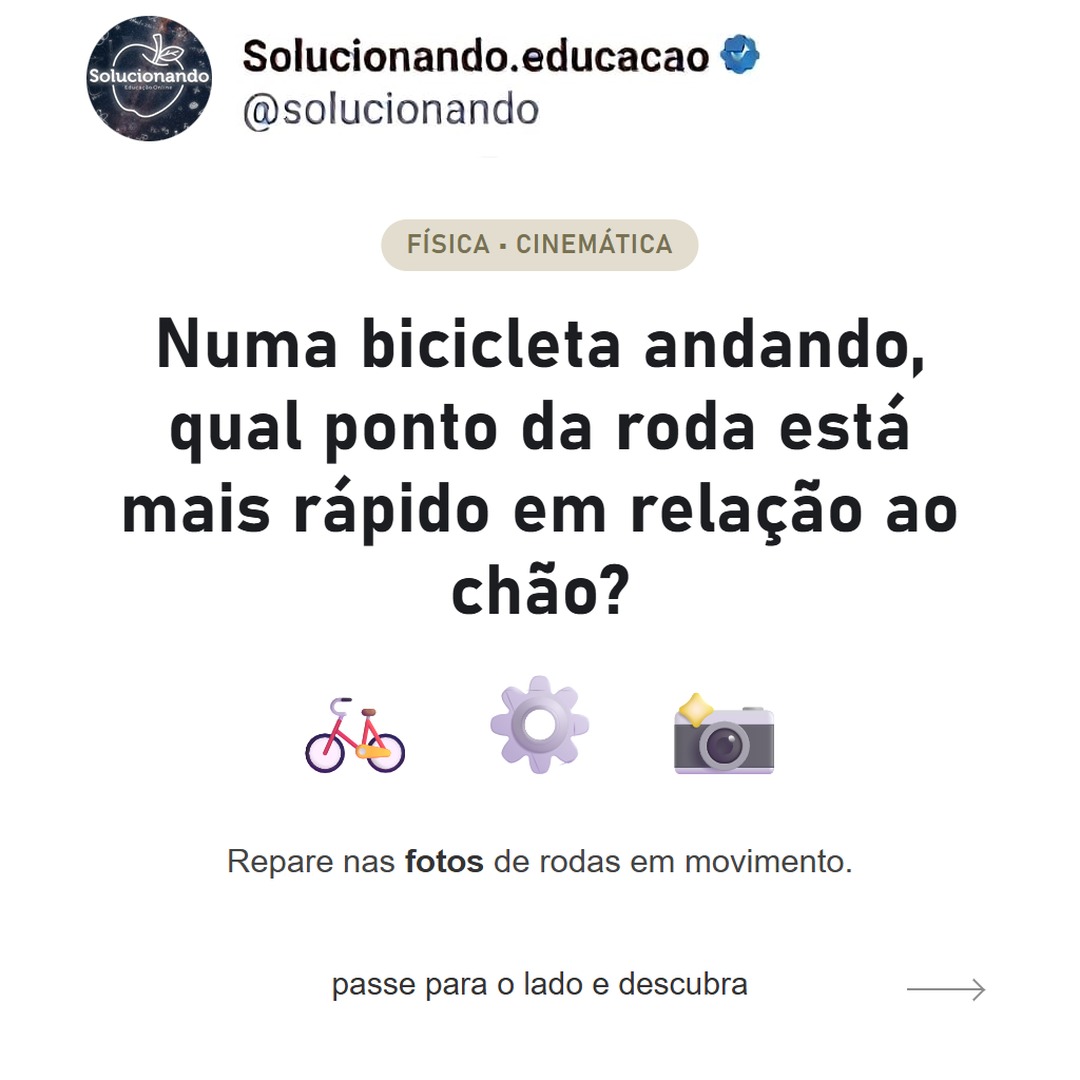 Solucionando
Educação Online
Solucionando.educacao
@solucionando
FÍSICA • CINEMÁTICA
Numa bicicleta andando,
qual ponto da roda está
mais rápido em relação ao
chão?
Repare nas fotos de rodas em movimento.
passe para o lado e descubra